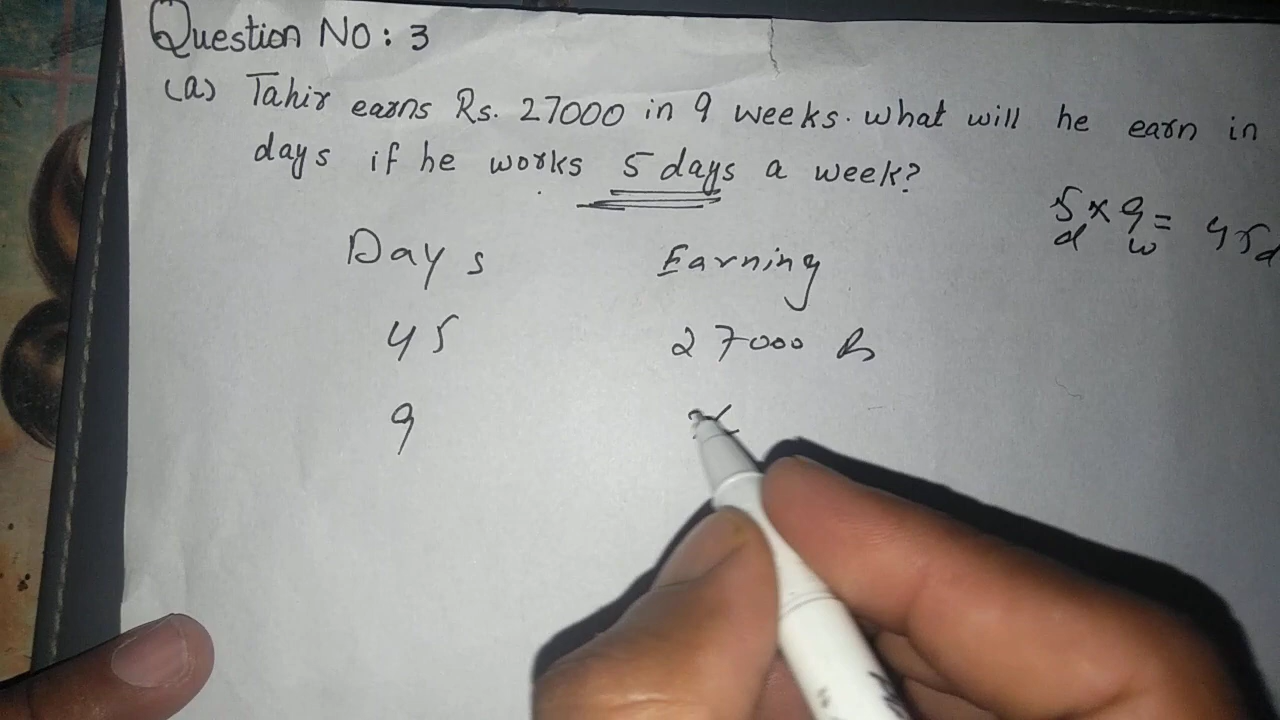 Question No: 3
(a) Tahir earns Rs. 27000 in 9 weeks. what will he earn in
days if he works 5 days a week?
5 x 9 = 45d
d w
Days Earning
45 27000 Rs
9 x